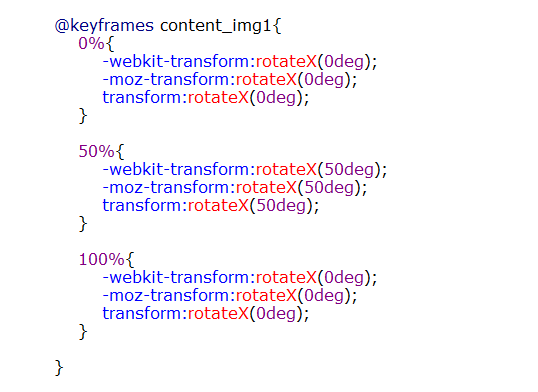 @keyframes content_img1{
0%{
-webkit-transform:rotateX(0deg);
-moz-transform:rotateX(0deg);
transform:rotateX(0deg);
}
50%{
-webkit-transform:rotateX(50deg);
-moz-transform:rotateX(50deg);
transform:rotateX(50deg);
}
100%{
-webkit-transform:rotateX(0deg);
-moz-transform:rotateX(0deg);
transform:rotateX(0deg);
}
}